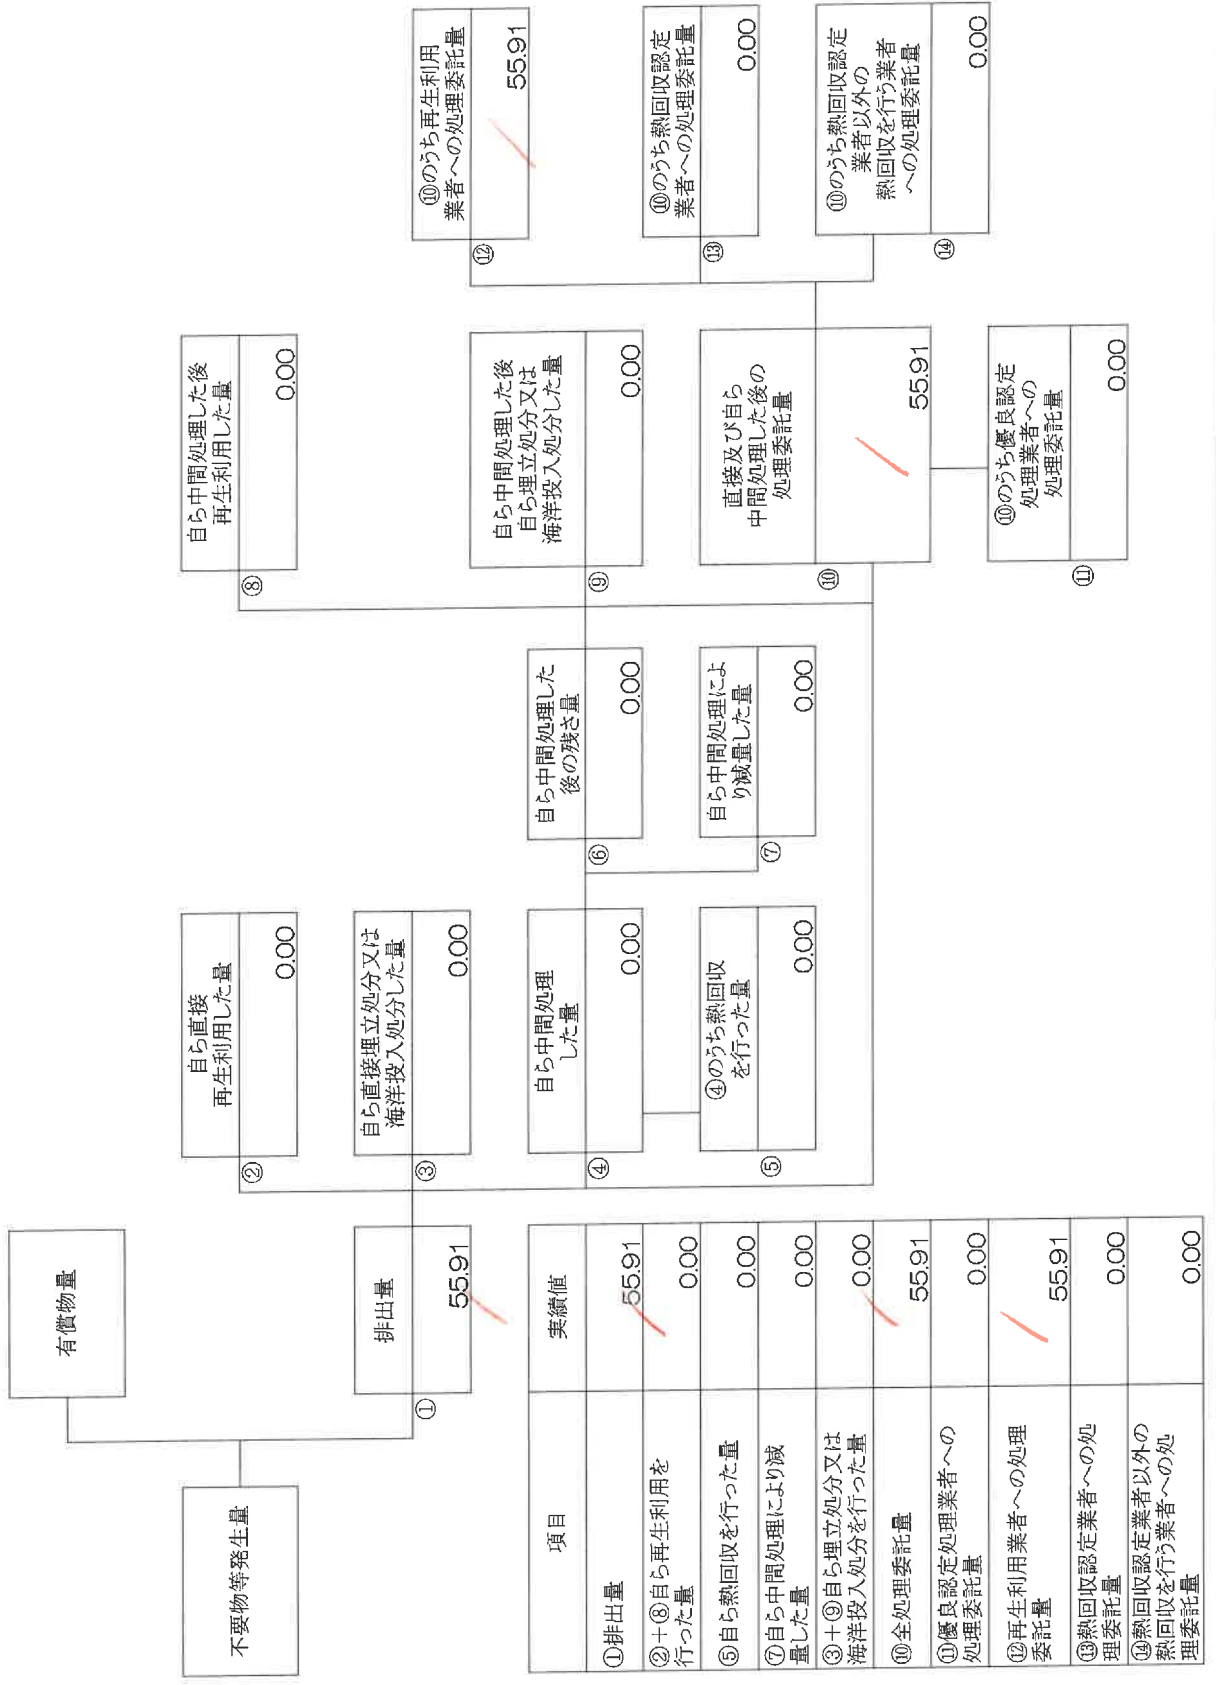 有償物量
不要物等発生量
①
排出量
55.91
②
自ら直接
再生利用した量
0.00
③
自ら直接埋立処分又は
海洋投入処分した量
0.00
④
自ら中間処理
した量
0.00
⑤
④のうち熱回収
を行った量
0.00
⑥
自ら中間処理した
後の残さ量
0.00
⑦
自ら中間処理によ
り減量した量
0.00
⑧
自ら中間処理した後
再生利用した量
0.00
⑨
自ら中間処理した後
自ら埋立処分又は
海洋投入処分した量
0.00
⑩
直接及び自ら
中間処理した後の
処理委託量
55.91
⑪
⑩のうち優良認定
処理業者への
処理委託量
0.00
⑫
⑩のうち再生利用
業者への処理委託量
55.91
⑬
⑩のうち熱回収認定
業者への処理委託量
0.00
⑭
⑩のうち熱回収認定
業者以外の
熱回収を行う業者
への処理委託量
0.00
項目 実績値
①排出量 55.91
②+⑧自ら再生利用を
行った量 0.00
⑤自ら熱回収を行った量 0.00
⑦自ら中間処理により減
量した量 0.00
③+⑨自ら埋立処分又は
海洋投入処分を行った量 0.00
⑩全処理委託量 55.91
⑪優良認定処理業者への
処理委託量 0.00
⑫再生利用業者への処理
委託量 55.91
⑬熱回収認定業者への処
理委託量 0.00
⑭熱回収認定業者以外の
熱回収を行う業者への処
理委託量 0.00